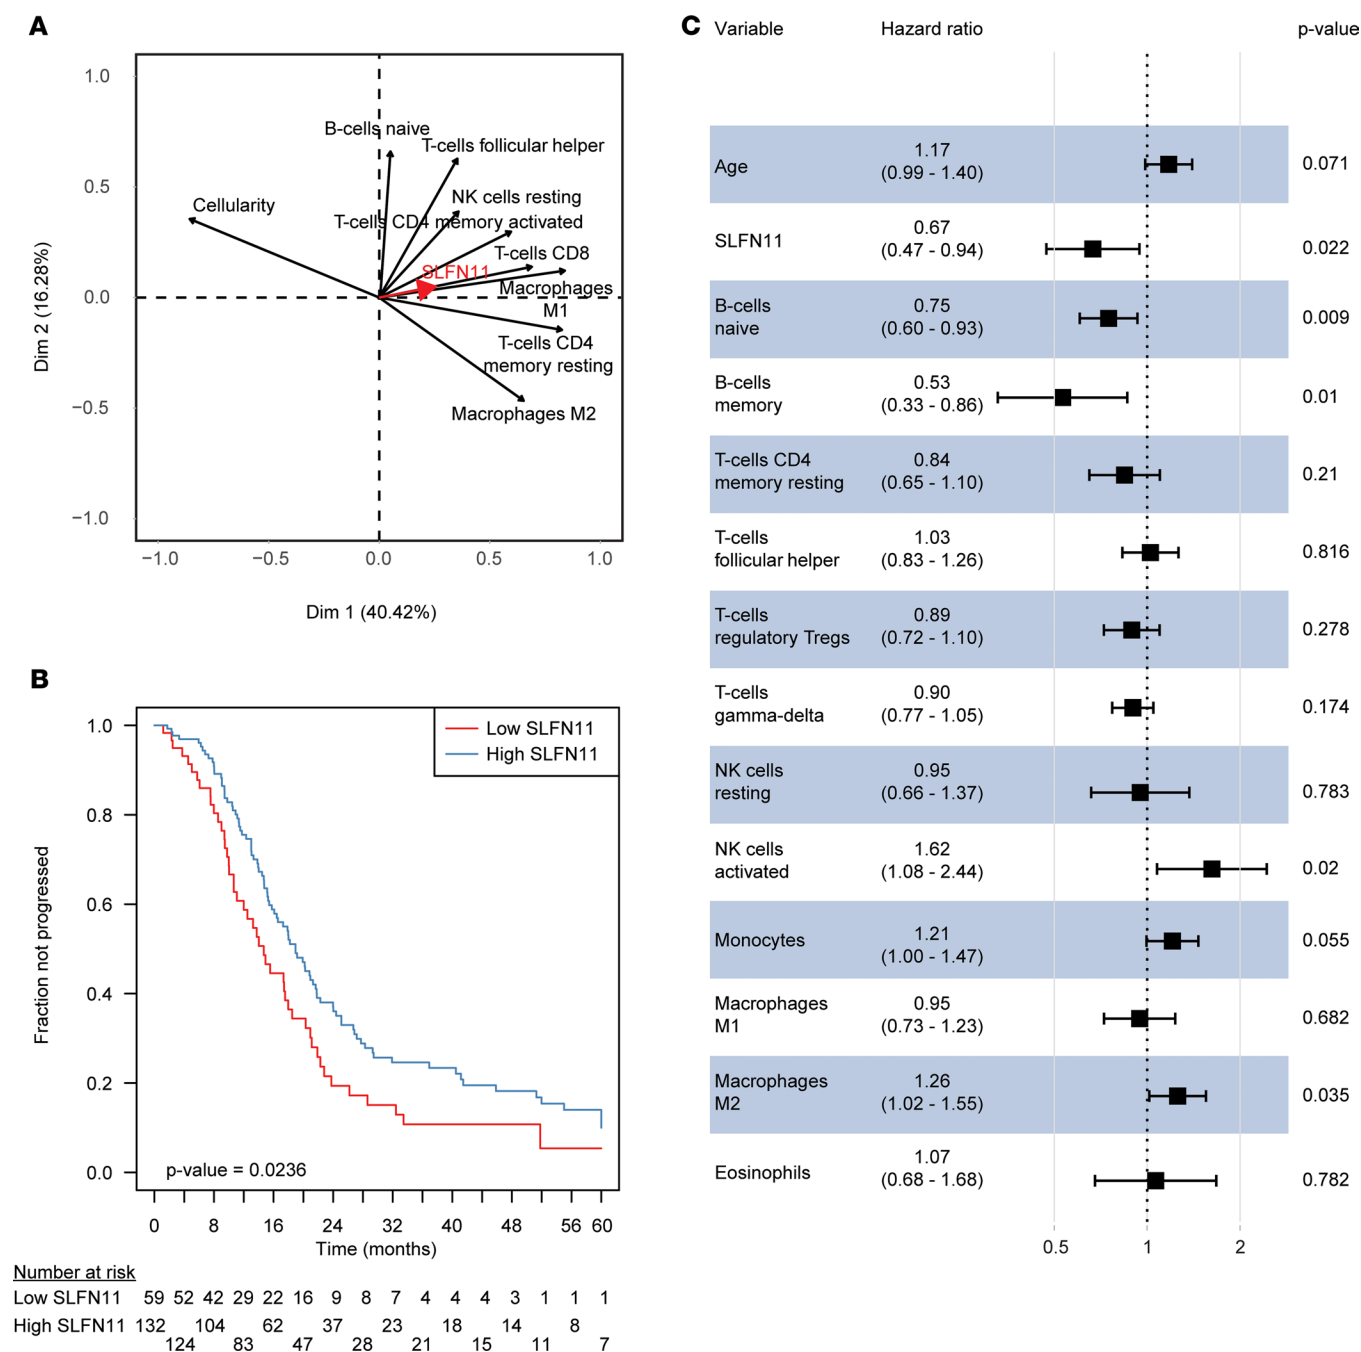 A
1.0
0.5
0.0
−0.5
−1.0
−1.0
−0.5
0.0
0.5
1.0
Dim 2 (16.28%)
Dim 1 (40.42%)
B-cells naive
T-cells follicular helper
Cellularity
NK cells resting
T-cells CD4 memory activated
T-cells CD8
SLFN11
Macrophages
M1
T-cells CD4
memory resting
Macrophages M2
B
Low SLFN11
High SLFN11
1.0
0.8
0.6
0.4
0.2
0.0
Fraction not progressed
p-value = 0.0236
0 8 16 24 32 40 48 56 60
Time (months)
Number at risk
Low SLFN11 59 52 42 29 22 16 9 8 7 4 4 4 3 1 1 1
High SLFN11 132 104 62 37 23 18 14 8
124 83 47 28 21 15 11 7
C Variable Hazard ratio p-value
Age
1.17
(0.99 - 1.40)
0.071
SLFN11
0.67
(0.47 - 0.94)
0.022
B-cells
naive
0.75
(0.60 - 0.93)
0.009
B-cells
memory
0.53
(0.33 - 0.86)
0.01
T-cells CD4
memory resting
0.84
(0.65 - 1.10)
0.21
T-cells
follicular helper
1.03
(0.83 - 1.26)
0.816
T-cells
regulatory Tregs
0.89
(0.72 - 1.10)
0.278
T-cells
gamma-delta
0.90
(0.77 - 1.05)
0.174
NK cells
resting
0.95
(0.66 - 1.37)
0.783
NK cells
activated
1.62
(1.08 - 2.44)
0.02
Monocytes
1.21
(1.00 - 1.47)
0.055
Macrophages
M1
0.95
(0.73 - 1.23)
0.682
Macrophages
M2
1.26
(1.02 - 1.55)
0.035
Eosinophils
1.07
(0.68 - 1.68)
0.782
0.5 1 2